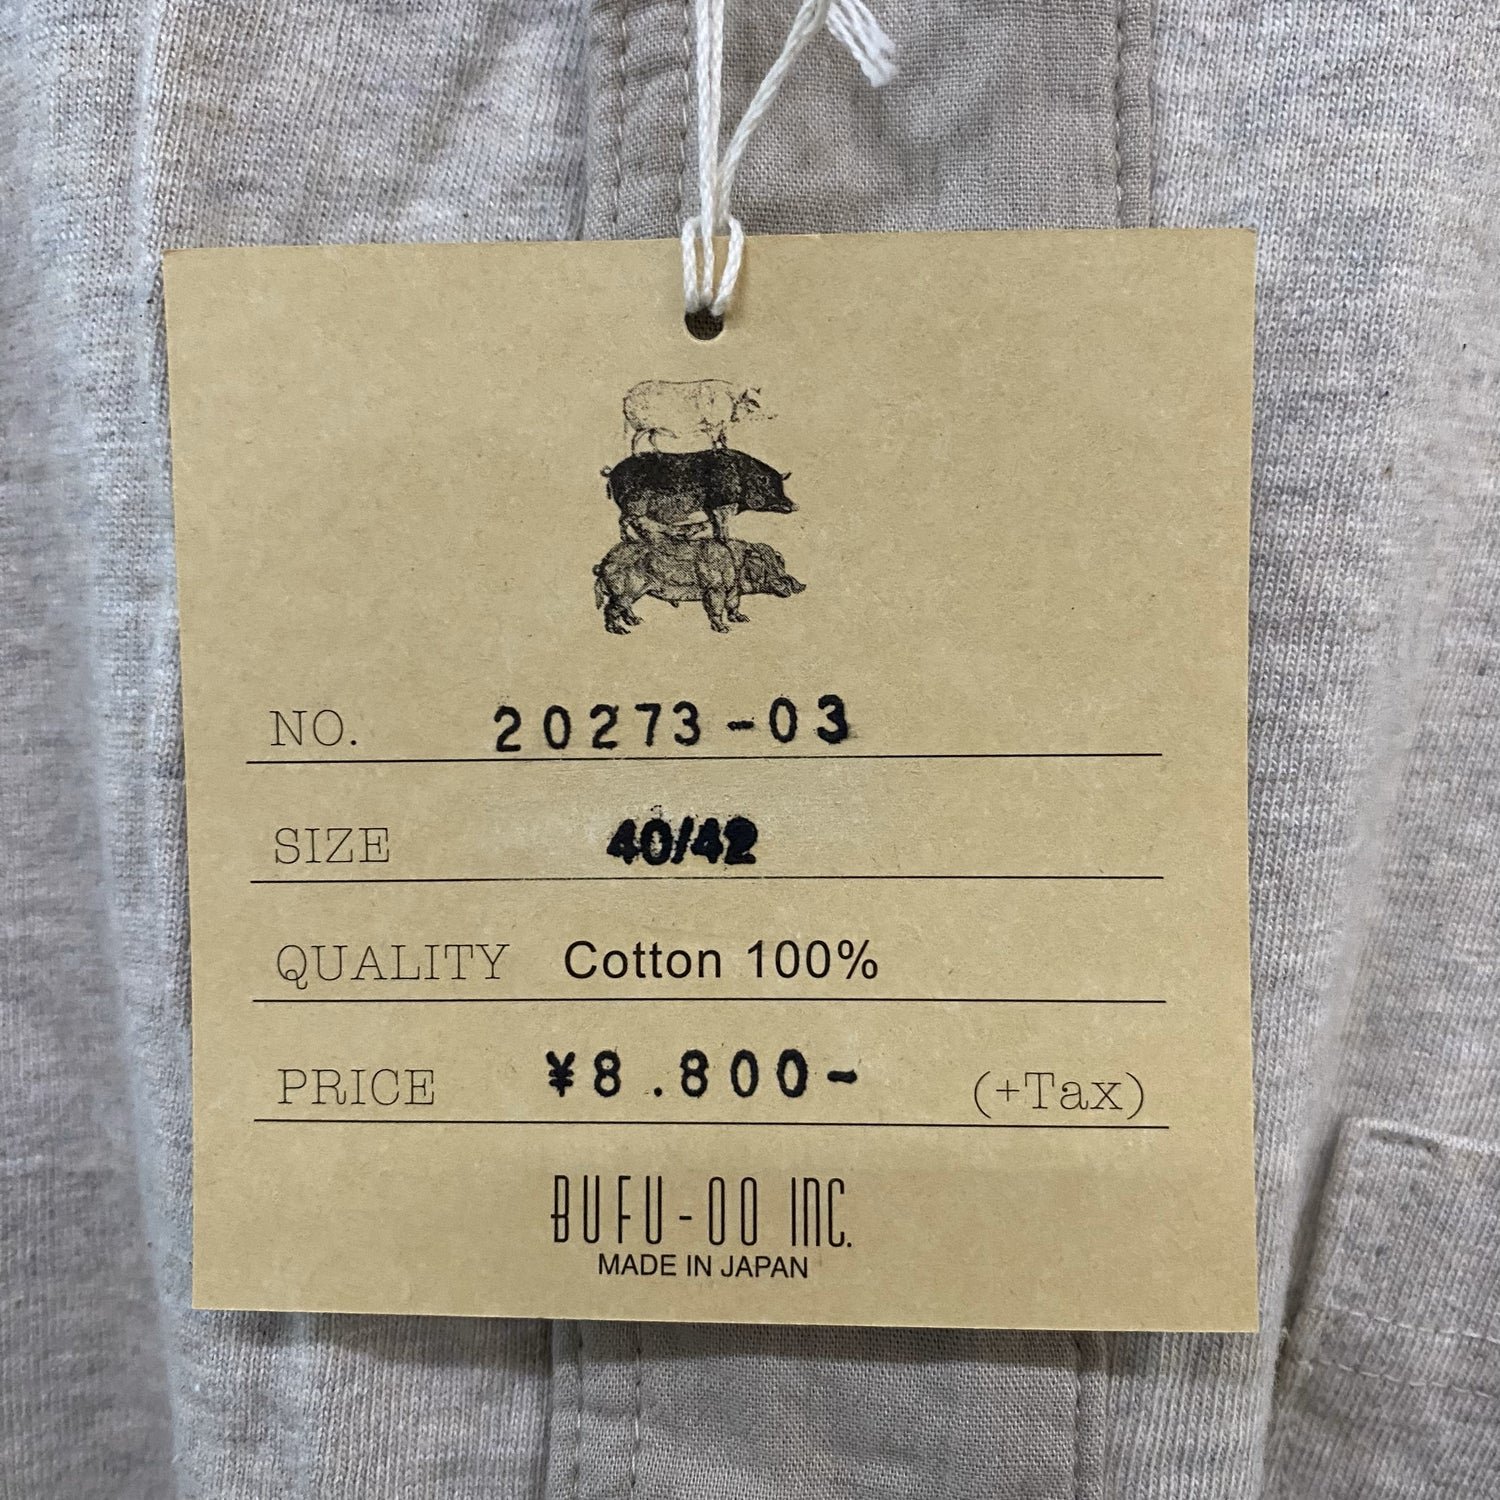 NO. 20273-03
SIZE 40/42
QUALITY Cotton 100%
PRICE ¥8.800- (+Tax)
BUFU-OO INC.
MADE IN JAPAN